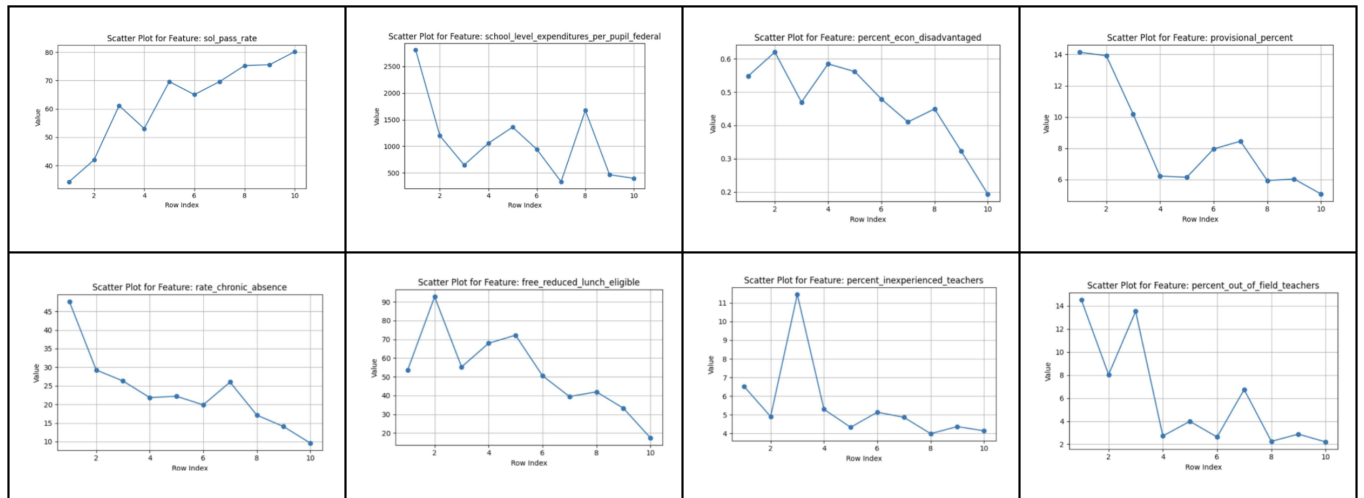 Scatter Plot for Feature: sol_pass_rate
80
70
60
50
40
Value
2 4 6 8 10
Row Index
Scatter Plot for Feature: school_level_expenditures_per_pupil_federal
2500
2000
1500
1000
500
Value
2 4 6 8 10
Row Index
Scatter Plot for Feature: percent_econ_disadvantaged
0.6
0.5
0.4
0.3
0.2
Value
2 4 6 8 10
Row Index
Scatter Plot for Feature: provisional_percent
14
12
10
8
6
Value
2 4 6 8 10
Row Index
Scatter Plot for Feature: rate_chronic_absence
45
40
35
30
25
20
15
10
Value
2 4 6 8 10
Row Index
Scatter Plot for Feature: free_reduced_lunch_eligible
90
80
70
60
50
40
30
20
Value
2 4 6 8 10
Row Index
Scatter Plot for Feature: percent_inexperienced_teachers
11
10
9
8
7
6
5
4
Value
2 4 6 8 10
Row Index
Scatter Plot for Feature: percent_out_of_field_teachers
14
12
10
8
6
4
2
Value
2 4 6 8 10
Row Index